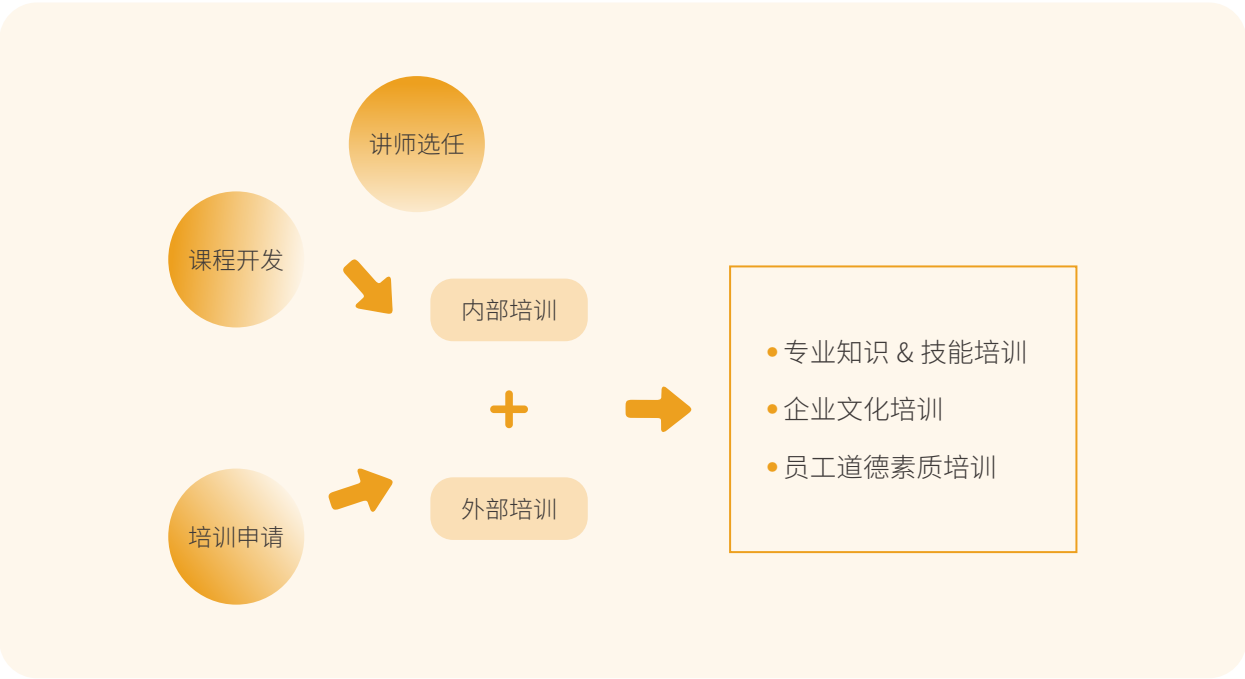 讲师选任
课程开发
内部培训
外部培训
培训申请
专业知识 & 技能培训
企业文化培训
员工道德素质培训